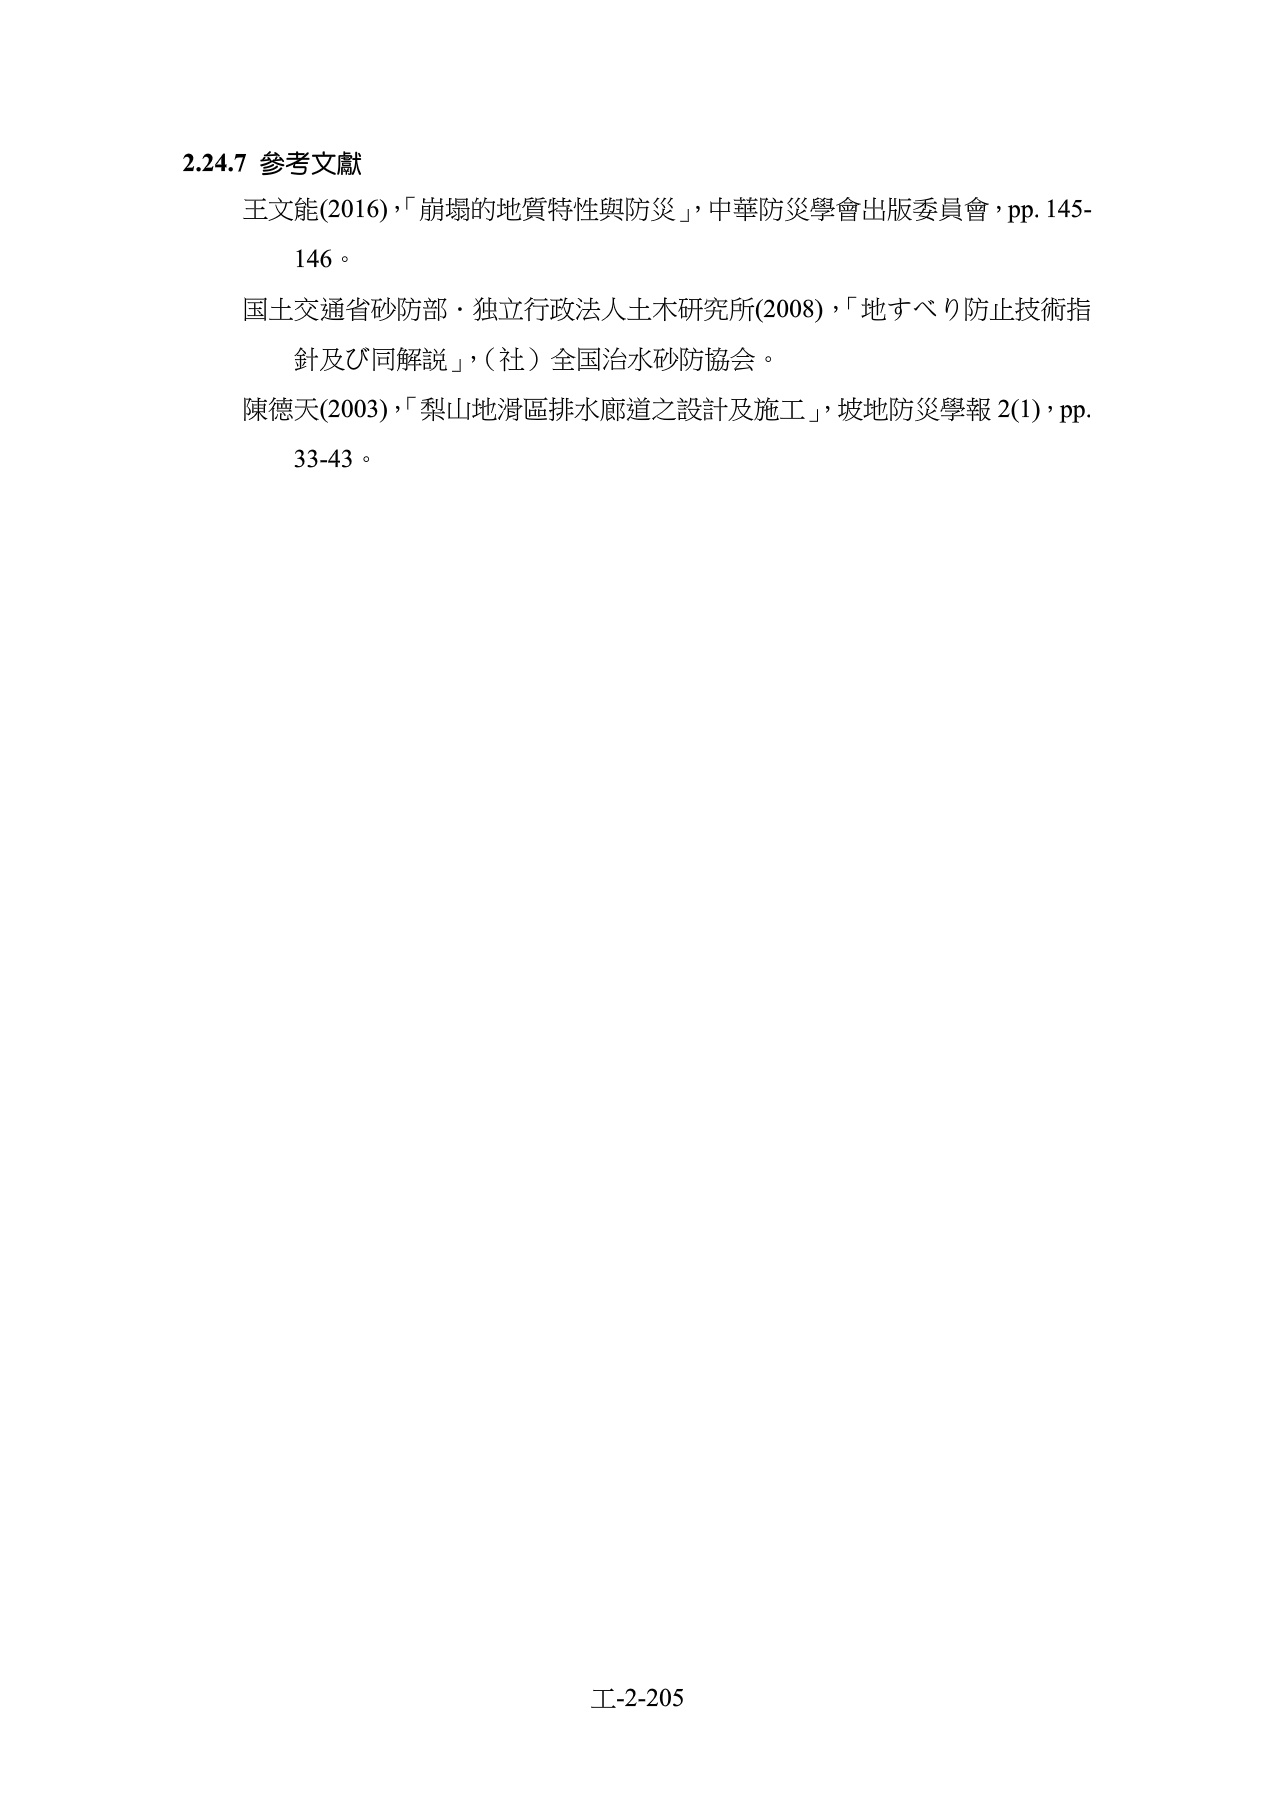 2.24.7 參考文獻
王文能(2016),「崩塌的地質特性與防災」,中華防災學會出版委員會,pp. 145-
146。
国土交通省砂防部・独立行政法人土木研究所(2008),「地すべり防止技術指
針及び同解説」,(社)全国治水砂防協会。
陳德天(2003),「梨山地滑區排水廊道之設計及施工」,坡地防災學報 2(1),pp.
33-43。
工-2-205